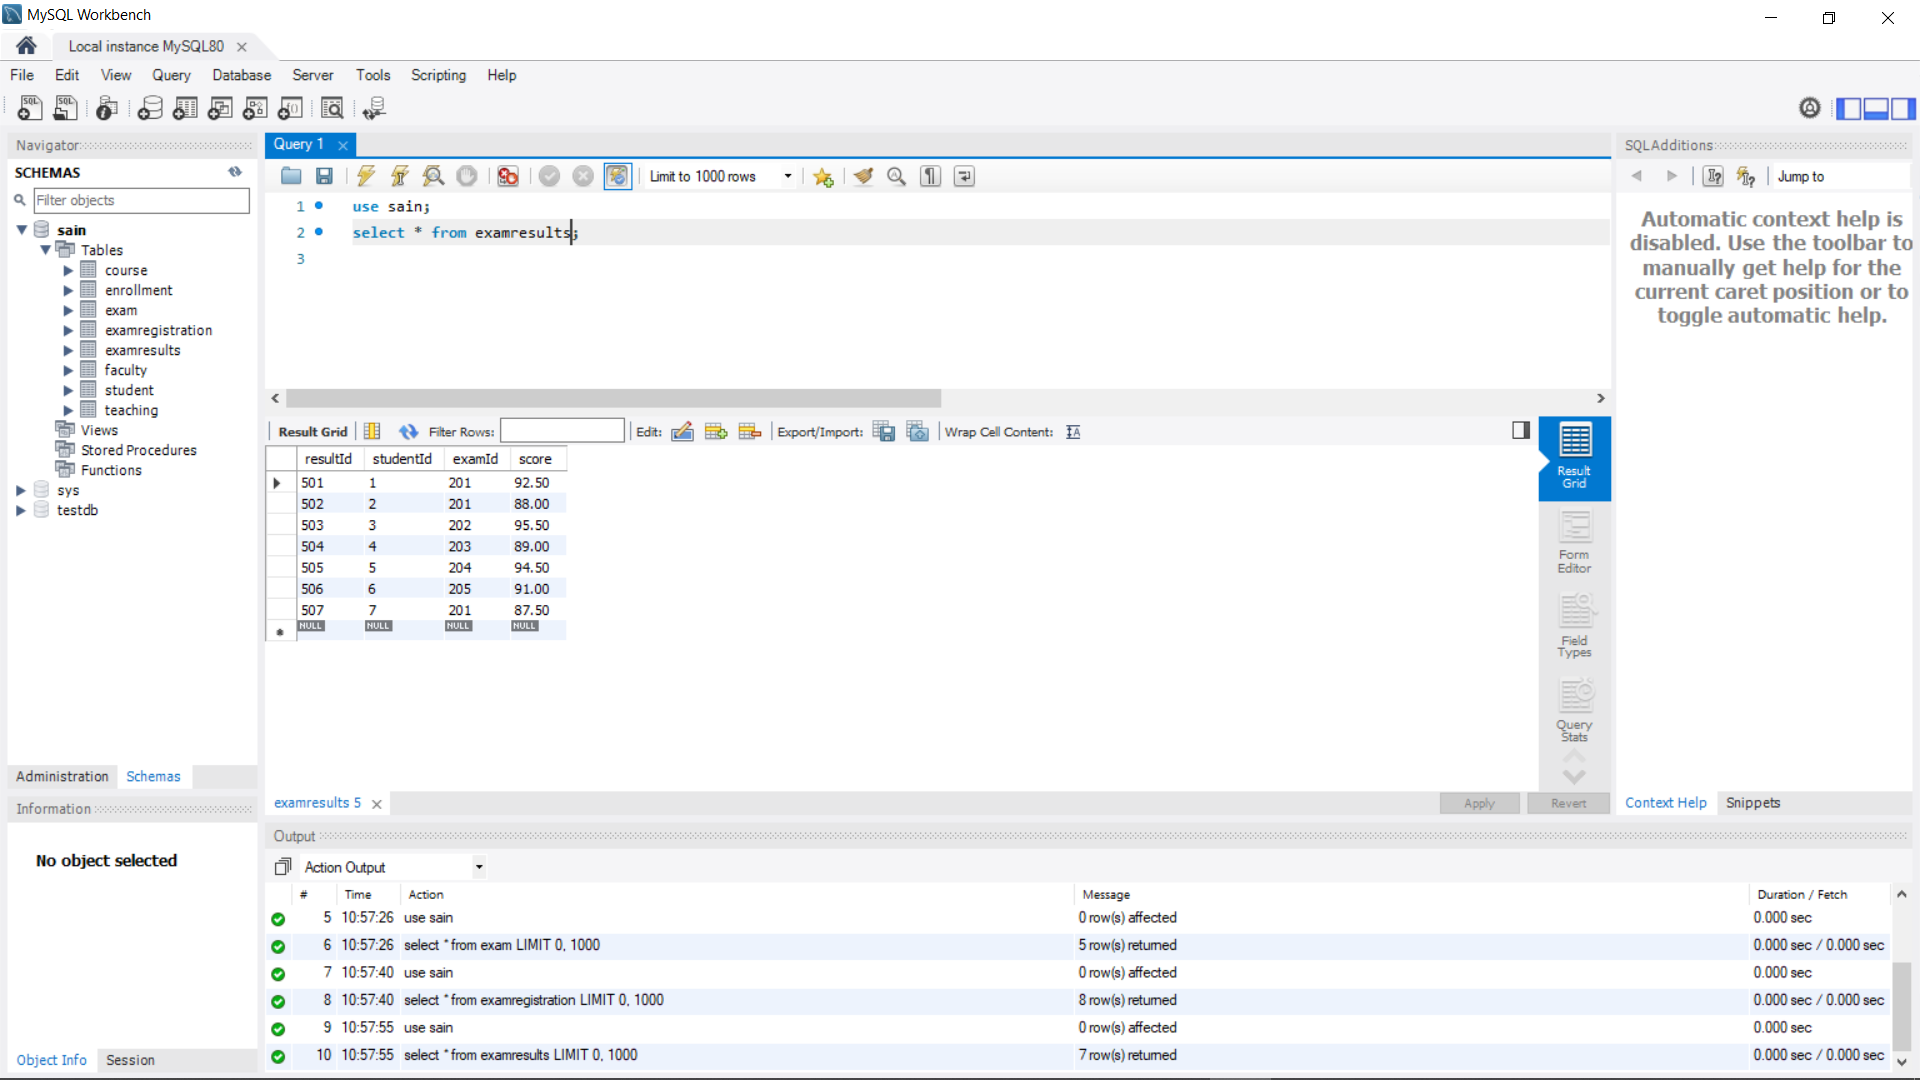 MySQL Workbench
Local instance MySQL80
File Edit View Query Database Server Tools Scripting Help
Navigator
SCHEMAS
Filter objects
sain
Tables
course
enrollment
exam
examregistration
examresults
faculty
student
teaching
Views
Stored Procedures
Functions
sys
testdb
Administration Schemas
Information
No object selected
Object Info Session
Query 1
Limit to 1000 rows
1 use sain;
2 select * from examresults;
3
Result Grid Filter Rows: Edit: Export/Import: Wrap Cell Content:
resultId studentId examId score
501 1 201 92.50
502 2 201 88.00
503 3 202 95.50
504 4 203 89.00
505 5 204 94.50
506 6 205 91.00
507 7 201 87.50
NULL NULL NULL NULL
Result
Grid
Form
Editor
Field
Types
Query
Stats
examresults 5
Apply Revert
SQLAdditions
Jump to
Automatic context help is
disabled. Use the toolbar to
manually get help for the
current caret position or to
toggle automatic help.
Context Help Snippets
Output
Action Output
# Time Action Message Duration / Fetch
5 10:57:26 use sain 0 row(s) affected 0.000 sec
6 10:57:26 select * from exam LIMIT 0, 1000 5 row(s) returned 0.000 sec / 0.000 sec
7 10:57:40 use sain 0 row(s) affected 0.000 sec
8 10:57:40 select * from examregistration LIMIT 0, 1000 8 row(s) returned 0.000 sec / 0.000 sec
9 10:57:55 use sain 0 row(s) affected 0.000 sec
10 10:57:55 select * from examresults LIMIT 0, 1000 7 row(s) returned 0.000 sec / 0.000 sec